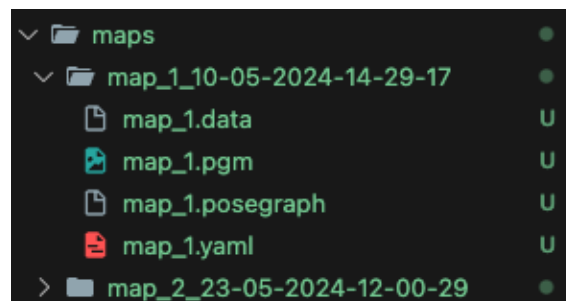 maps
map_1_10-05-2024-14-29-17
map_1.data U
map_1.pgm U
map_1.posegraph U
map_1.yaml U
map_2_23-05-2024-12-00-29